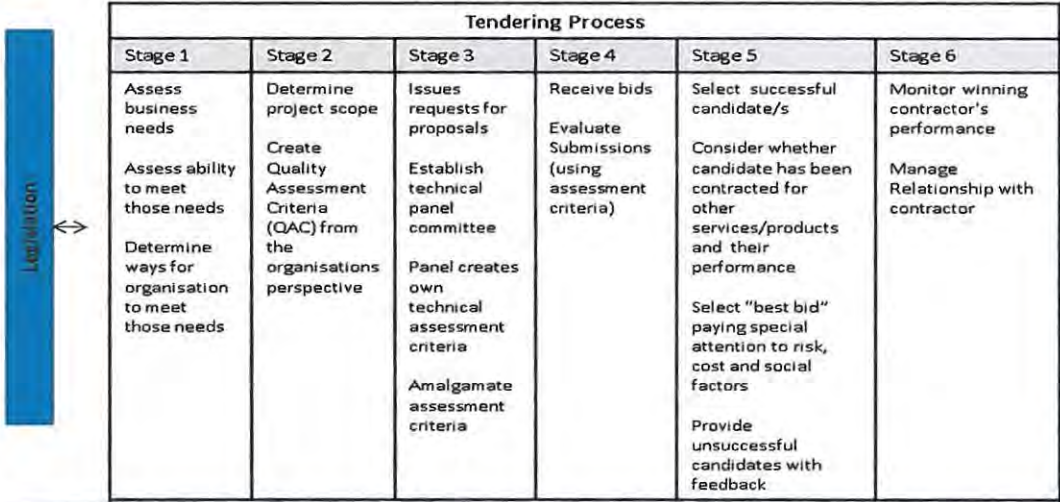 Tendering Process
Legislation
Stage 1
Stage 2
Stage 3
Stage 4
Stage 5
Stage 6
Assess
business
needs
Assess ability
to meet
those needs
Determine
ways for
organisation
to meet
those needs
Determine
project scope
Create
Quality
Assessment
Criteria
(QAC) from
the
organisations
perspective
Issues
requests for
proposals
Establish
technical
panel
committee
Panel creates
own
technical
assessment
criteria
Amalgamate
assessment
criteria
Receive bids
Evaluate
Submissions
(using
assessment
criteria)
Select successful
candidate/s
Consider whether
candidate has been
contracted for
other
services/products
and their
performance
Select "best bid"
paying special
attention to risk,
cost and social
factors
Provide
unsuccessful
candidates with
feedback
Monitor winning
contractor's
performance
Manage
Relationship with
contractor